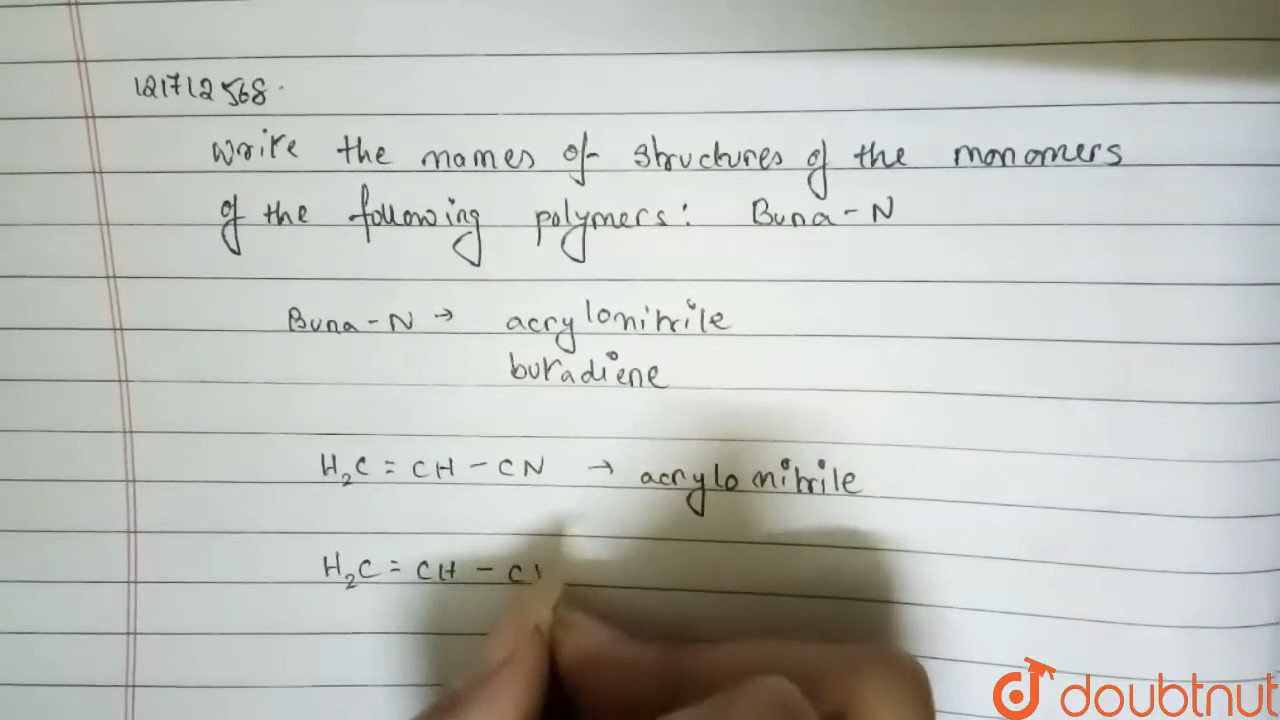 121712568.
Write the names of structures of the monomers
of the following polymers: Buna-N
Buna-N → acrylonitrile
butadiene
H₂C = CH - CN → acrylonitrile
H₂C = CH - C
doubtnut